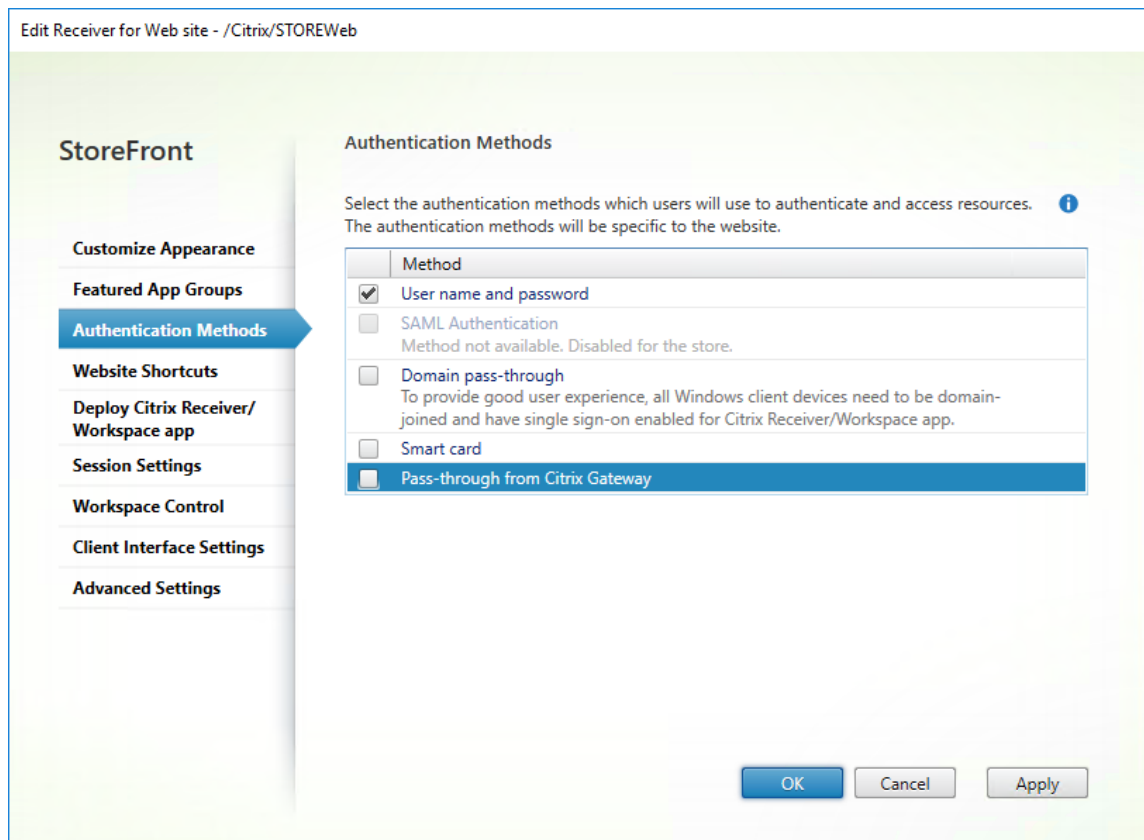 Edit Receiver for Web site - /Citrix/STOREWeb
StoreFront
Customize Appearance
Featured App Groups
Authentication Methods
Website Shortcuts
Deploy Citrix Receiver/
Workspace app
Session Settings
Workspace Control
Client Interface Settings
Advanced Settings
Authentication Methods
Select the authentication methods which users will use to authenticate and access resources.
The authentication methods will be specific to the website.
Method
User name and password
SAML Authentication
Method not available. Disabled for the store.
Domain pass-through
To provide good user experience, all Windows client devices need to be domain-
joined and have single sign-on enabled for Citrix Receiver/Workspace app.
Smart card
Pass-through from Citrix Gateway
OK
Cancel
Apply